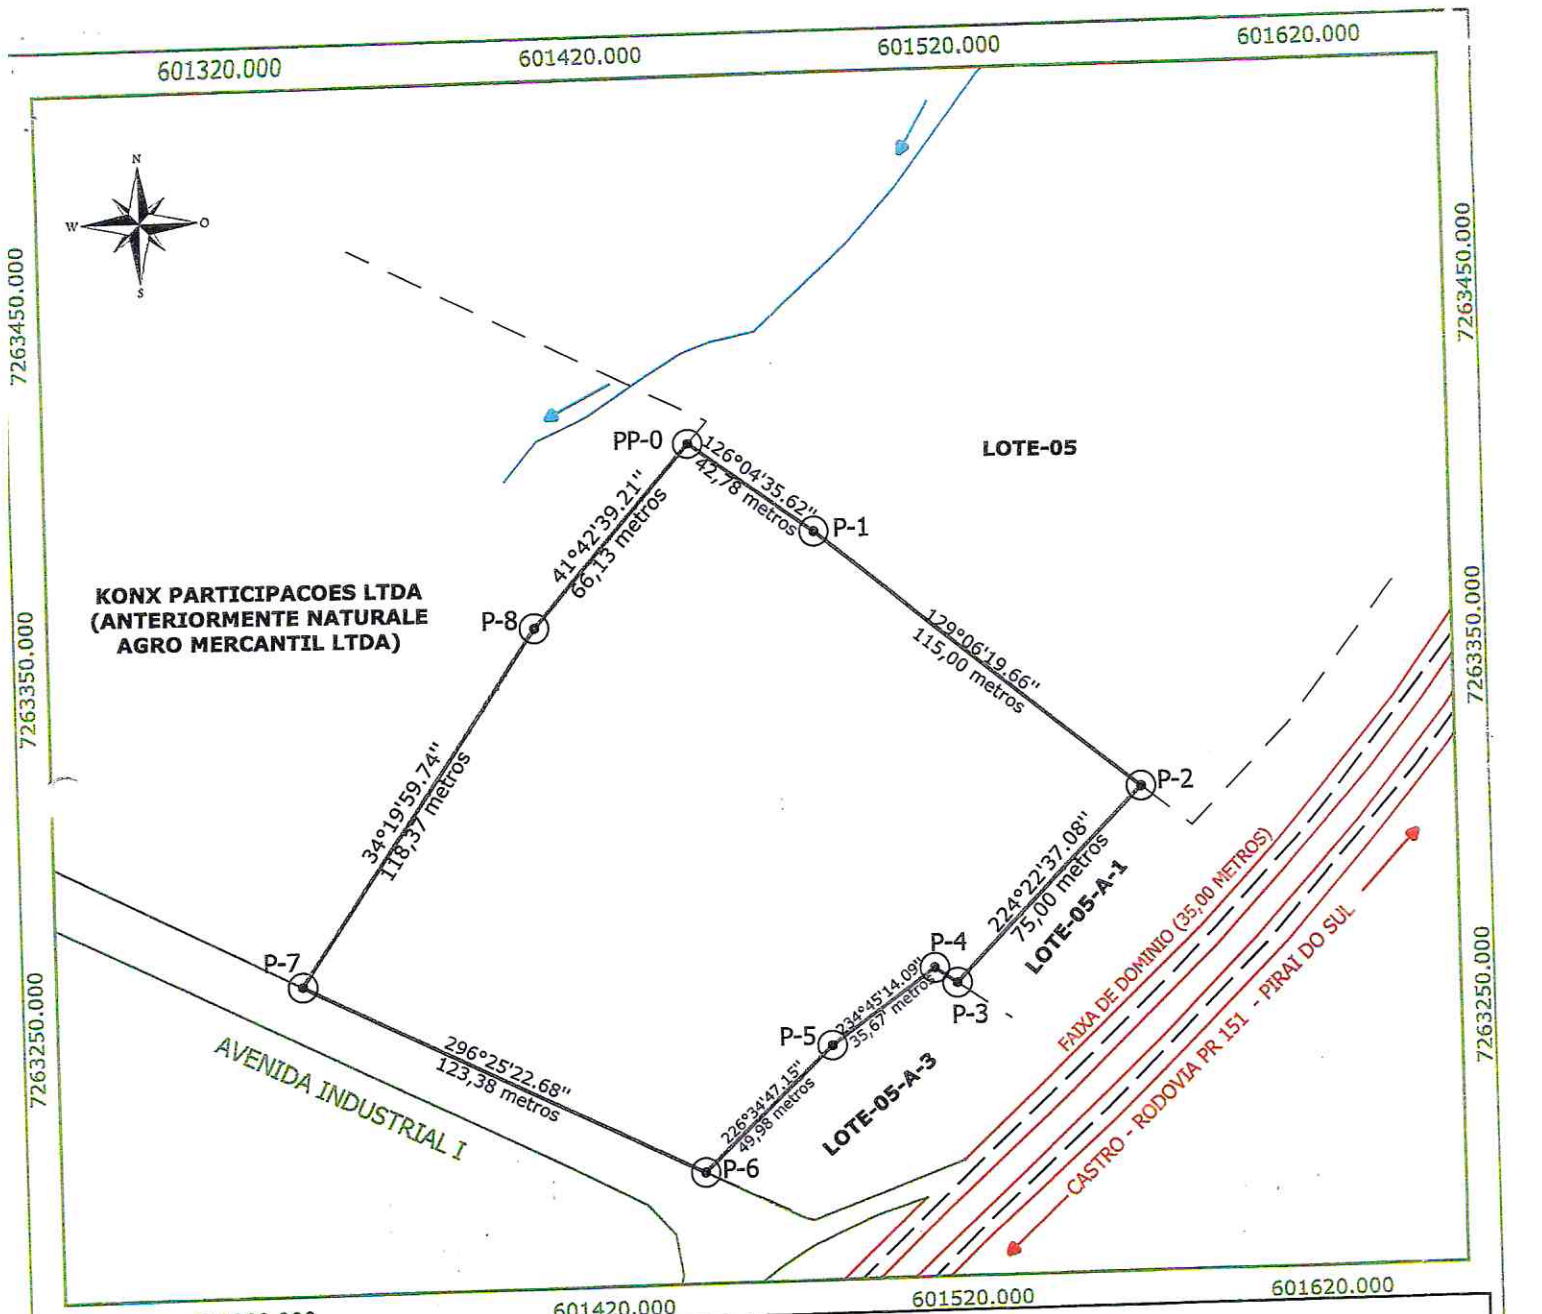 601320.000
601420.000
601520.000
601620.000
N
W
O
S
7263450.000
7263450.000
PP-0
126°04'35.62"
42,78 metros
LOTE-05
P-1
41°42'39.21"
66,13 metros
KONX PARTICIPACOES LTDA
(ANTERIORMENTE NATURALE
AGRO MERCANTIL LTDA)
P-8
129°06'19.66"
115,00 metros
7263350.000
7263350.000
P-2
34°19'59.74"
118,37 metros
224°22'37.08"
75,00 metros
LOTE-05-A-1
FAIXA DE DOMINIO (35,00 METROS)
P-4
P-7
P-3
234°45'14.09"
35,67 metros
P-5
CASTRO - RODOVIA PR 151 - PIRAI DO SUL
7263250.000
7263250.000
AVENIDA INDUSTRIAL I
296°25'22.68"
123,38 metros
226°34'47.15"
49,98 metros
LOTE-05-A-3
P-6
601420.000
601520.000
601620.000